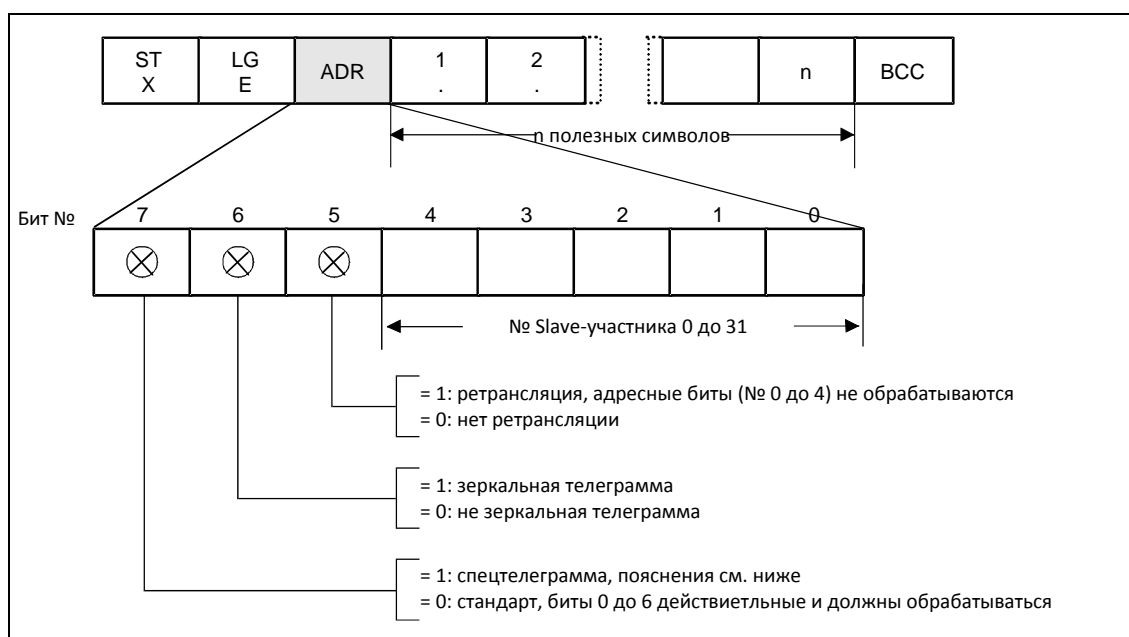 ST X LG E ADR 1 . 2 . n BCC
n полезных символов
Бит № 7 6 5 4 3 2 1 0
№ Slave-участника 0 до 31
= 1: ретрансляция, адресные биты (№ 0 до 4) не обрабатываются
= 0: нет ретрансляции
= 1: зеркальная телеграмма
= 0: не зеркальная телеграмма
= 1: спецтелеграмма, пояснения см. ниже
= 0: стандарт, биты 0 до 6 действиетльные и должны обрабатываться